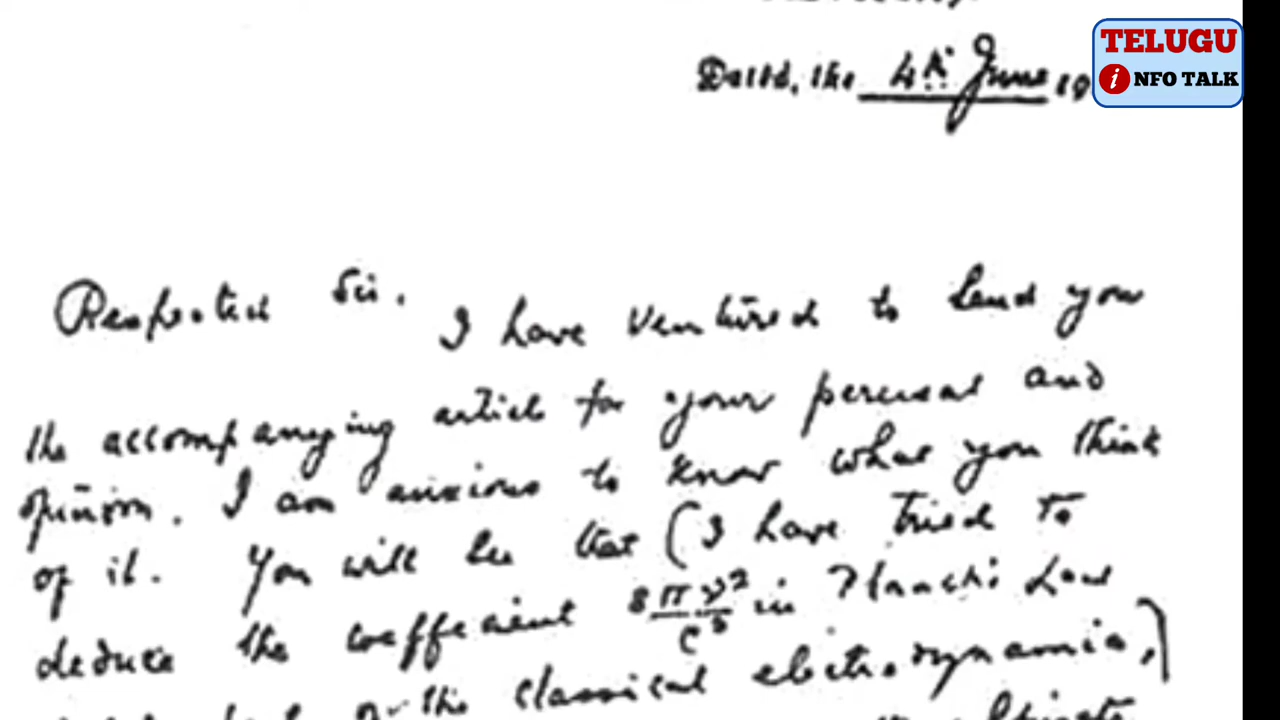 TELUGU
iNFO TALK
Dated, the 4th June 19
Respected Sir. I have ventured to send you
the accompanying article for your perusal and
opinion. I am anxious to know what you think
of it. You will see that (I have tried to
deduce the coefficient 8πν²/c³ in Planck's Law
the classical electrodynamics,)